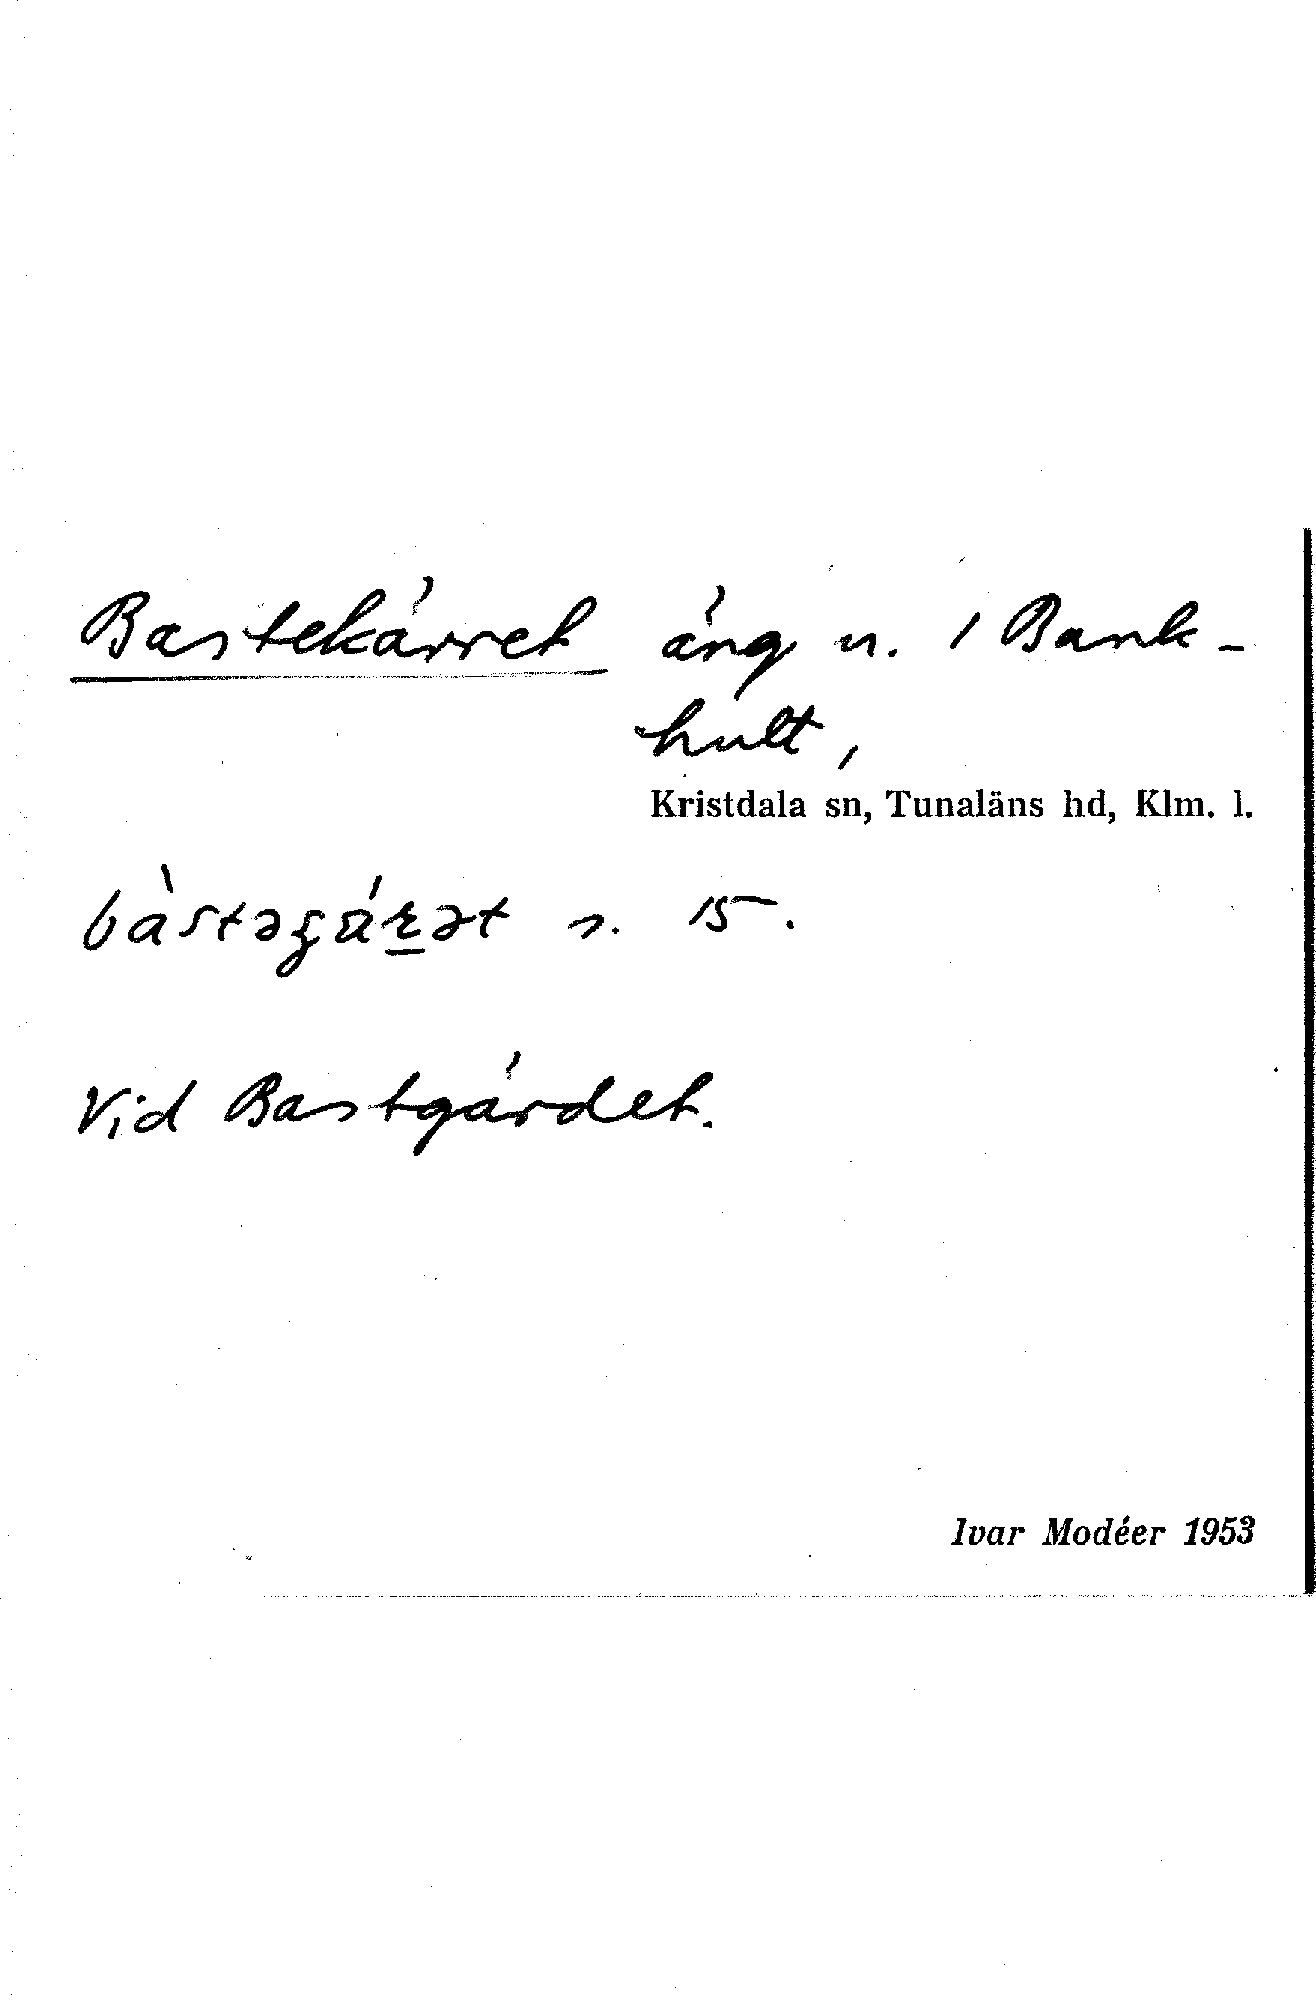 Bastekärret äng u. / Bank-
hult,
Kristdala sn, Tunaläns hd, Klm. l.
s. 15.
Vid Bastgärdet.
Ivar Modéer 1953